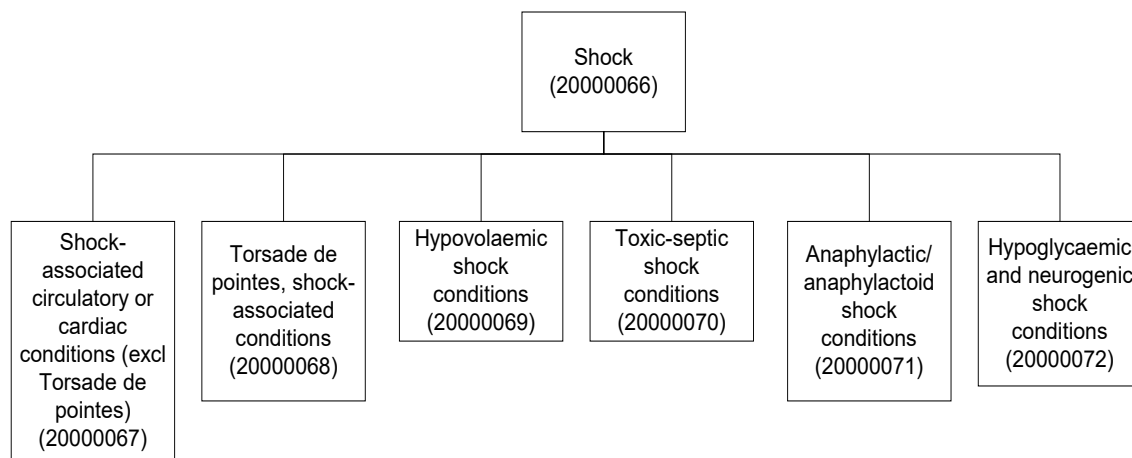 Shock
(20000066)
Shock-
associated
circulatory or
cardiac
conditions (excl
Torsade de
pointes)
(20000067)
Torsade de
pointes, shock-
associated
conditions
(20000068)
Hypovolaemic
shock
conditions
(20000069)
Toxic-septic
shock
conditions
(20000070)
Anaphylactic/
anaphylactoid
shock
conditions
(20000071)
Hypoglycaemic
and neurogenic
shock
conditions
(20000072)